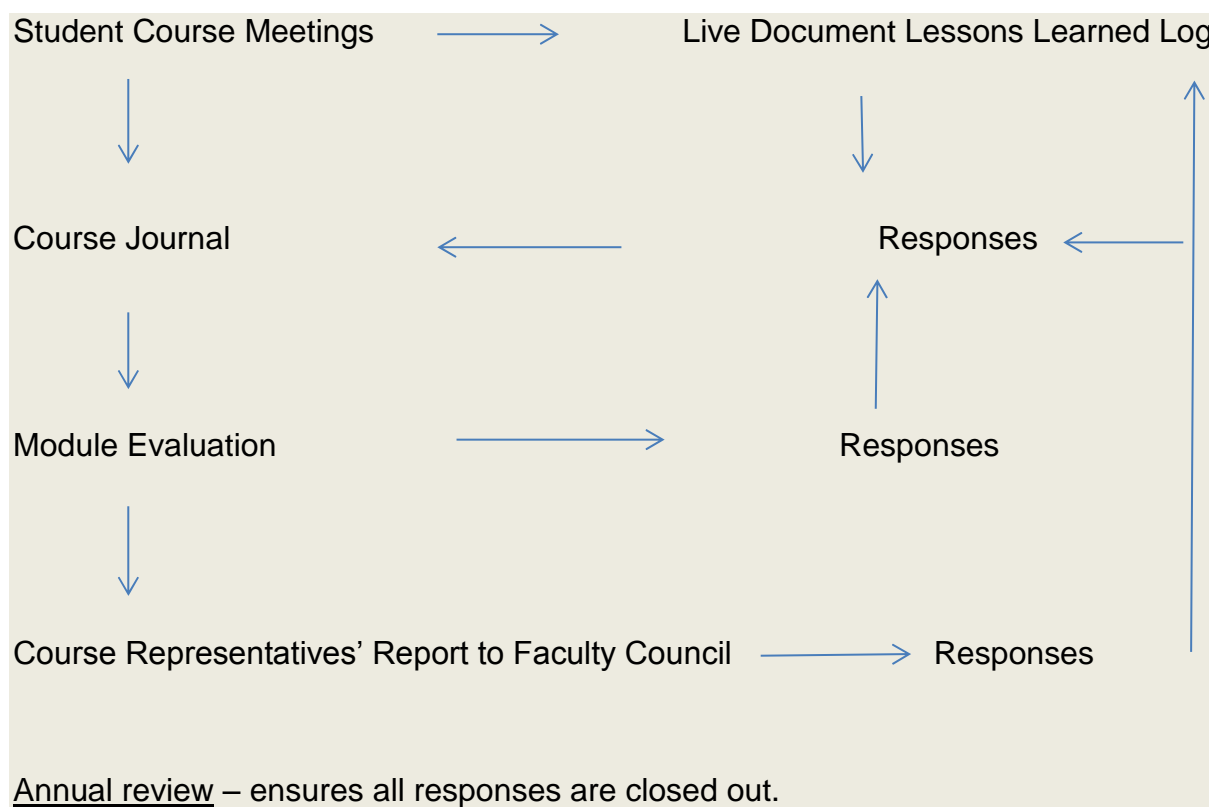 Student Course Meetings Live Document Lessons Learned Log
Course Journal Responses
Module Evaluation Responses
Course Representatives’ Report to Faculty Council Responses
Annual review – ensures all responses are closed out.